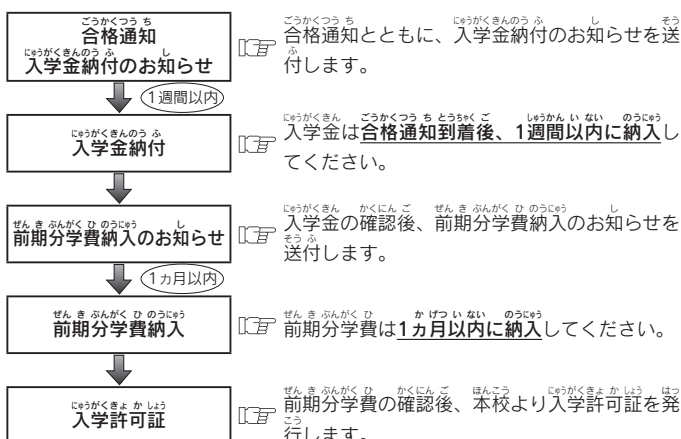 合格通知
入学金納付のお知らせ
合格通知とともに、入学金納付のお知らせを送
付します。
1週間以内
入学金納付
入学金は合格通知到着後、1週間以内に納入し
てください。
前期分学費納入のお知らせ
入学金の確認後、前期分学費納入のお知らせを
送付します。
1ヵ月以内
前期分学費納入
前期分学費は1ヵ月以内に納入してください。
入学許可証
前期分学費の確認後、本校より入学許可証を発
行します。